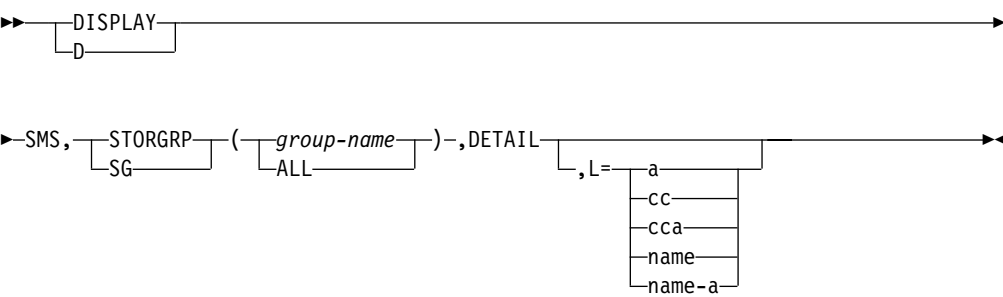 DISPLAY
D
SMS, STORGRP ( group-name ) ,DETAIL
SG ALL ,L= a
cc
cca
name
name-a